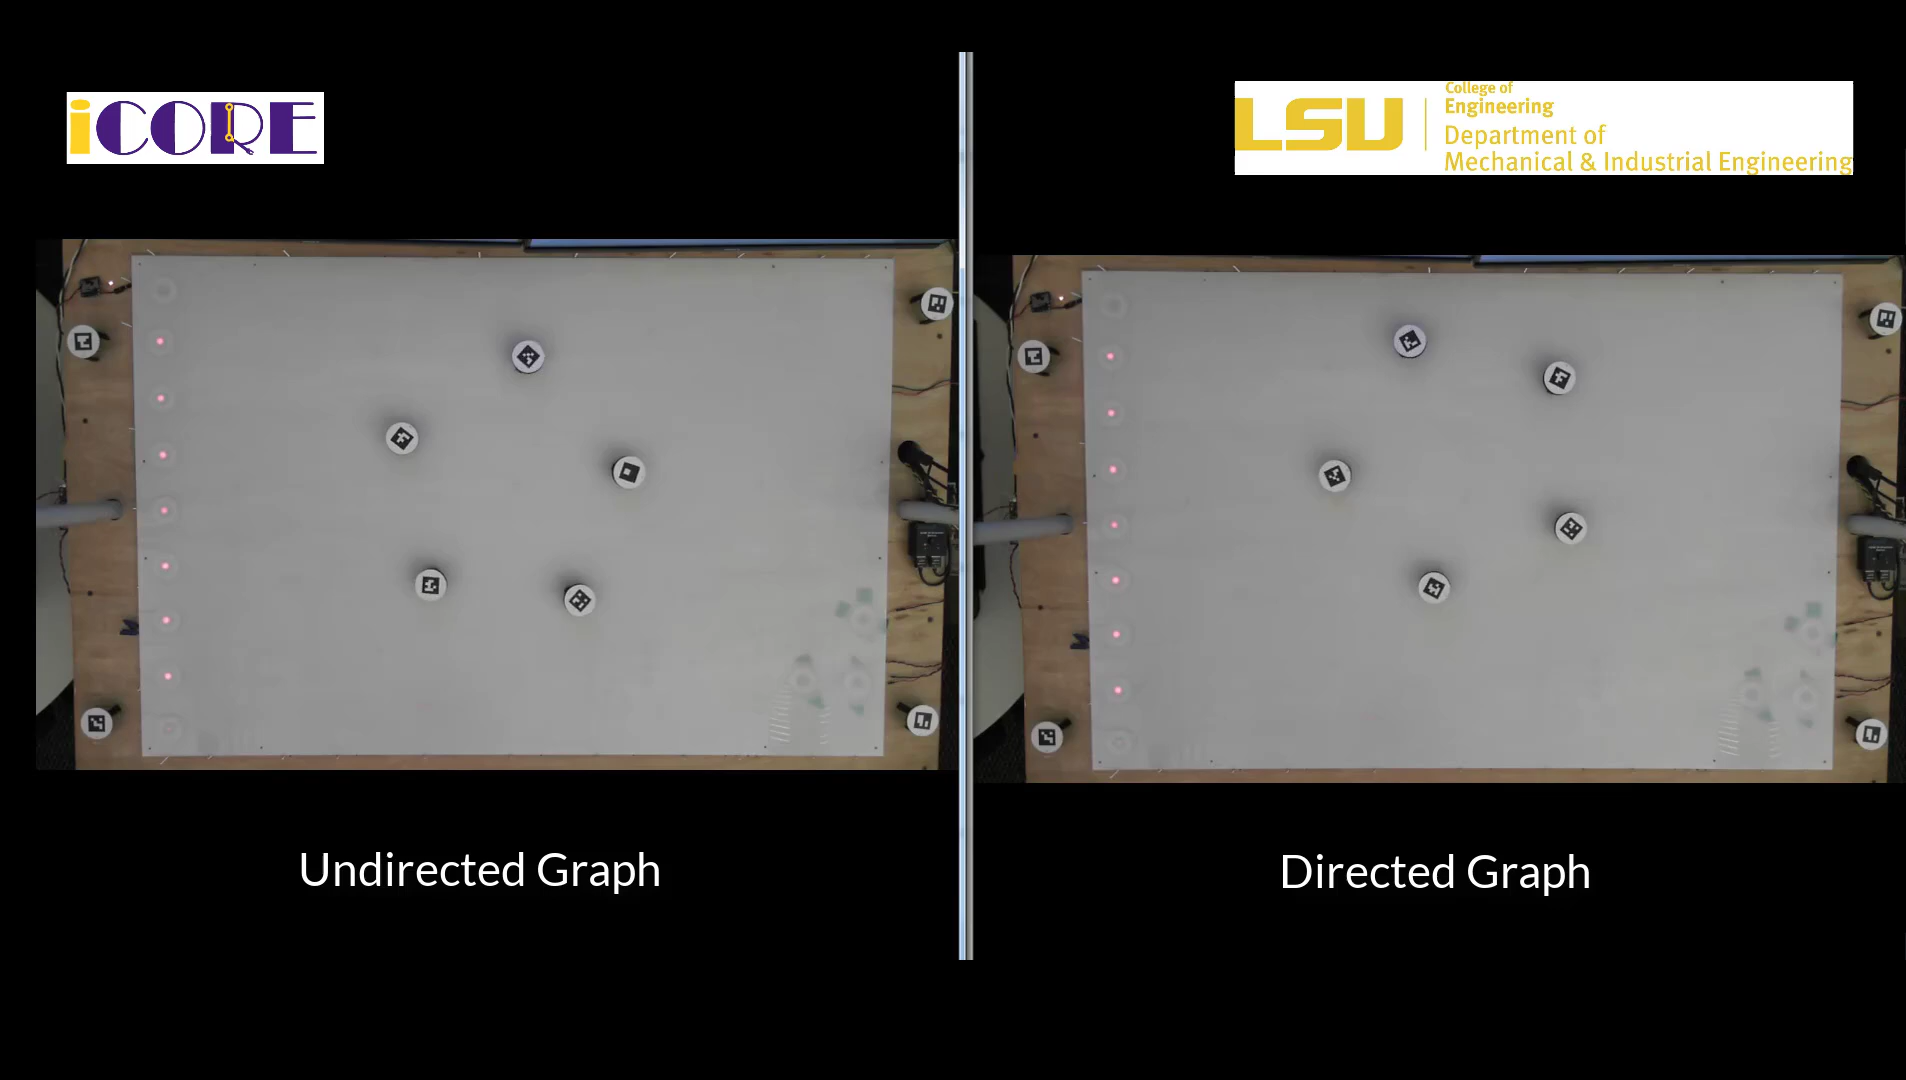 iCORE
LSU
College of
Engineering
Department of
Mechanical & Industrial Engineering
Undirected Graph
Directed Graph